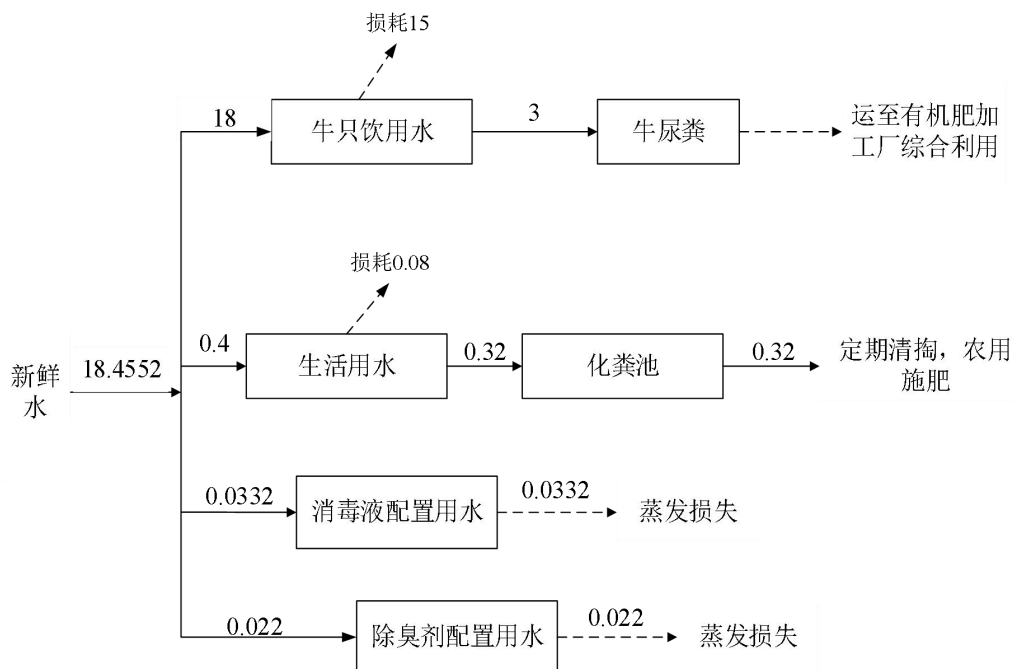 损耗15
18
牛只饮用水
3
牛尿粪
运至有机肥加
工厂综合利用
损耗0.08
新鲜
水
18.4552
0.4
生活用水
0.32
化粪池
0.32
定期清掏，农用
施肥
0.0332
消毒液配置用水
0.0332
蒸发损失
0.022
除臭剂配置用水
0.022
蒸发损失